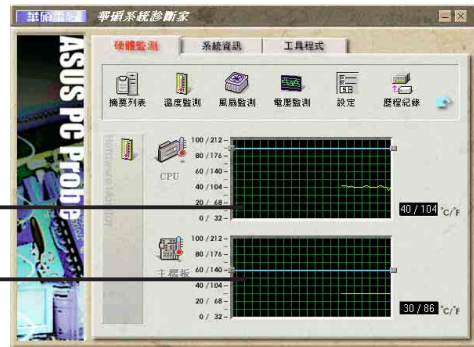 華碩系統診斷家
硬體監測
系統資訊
工具程式
摘要列表
溫度監測
風扇監測
電壓監測
設定
歷程紀錄
ASUS PC Probe
Hardware Monitor
CPU
100 / 212
80 / 176
60 / 140
40 / 104
20 / 68
0 / 32
40 / 104 °C/°F
主機板
100 / 212
80 / 176
60 / 140
40 / 104
20 / 68
0 / 32
30 / 86 °C/°F